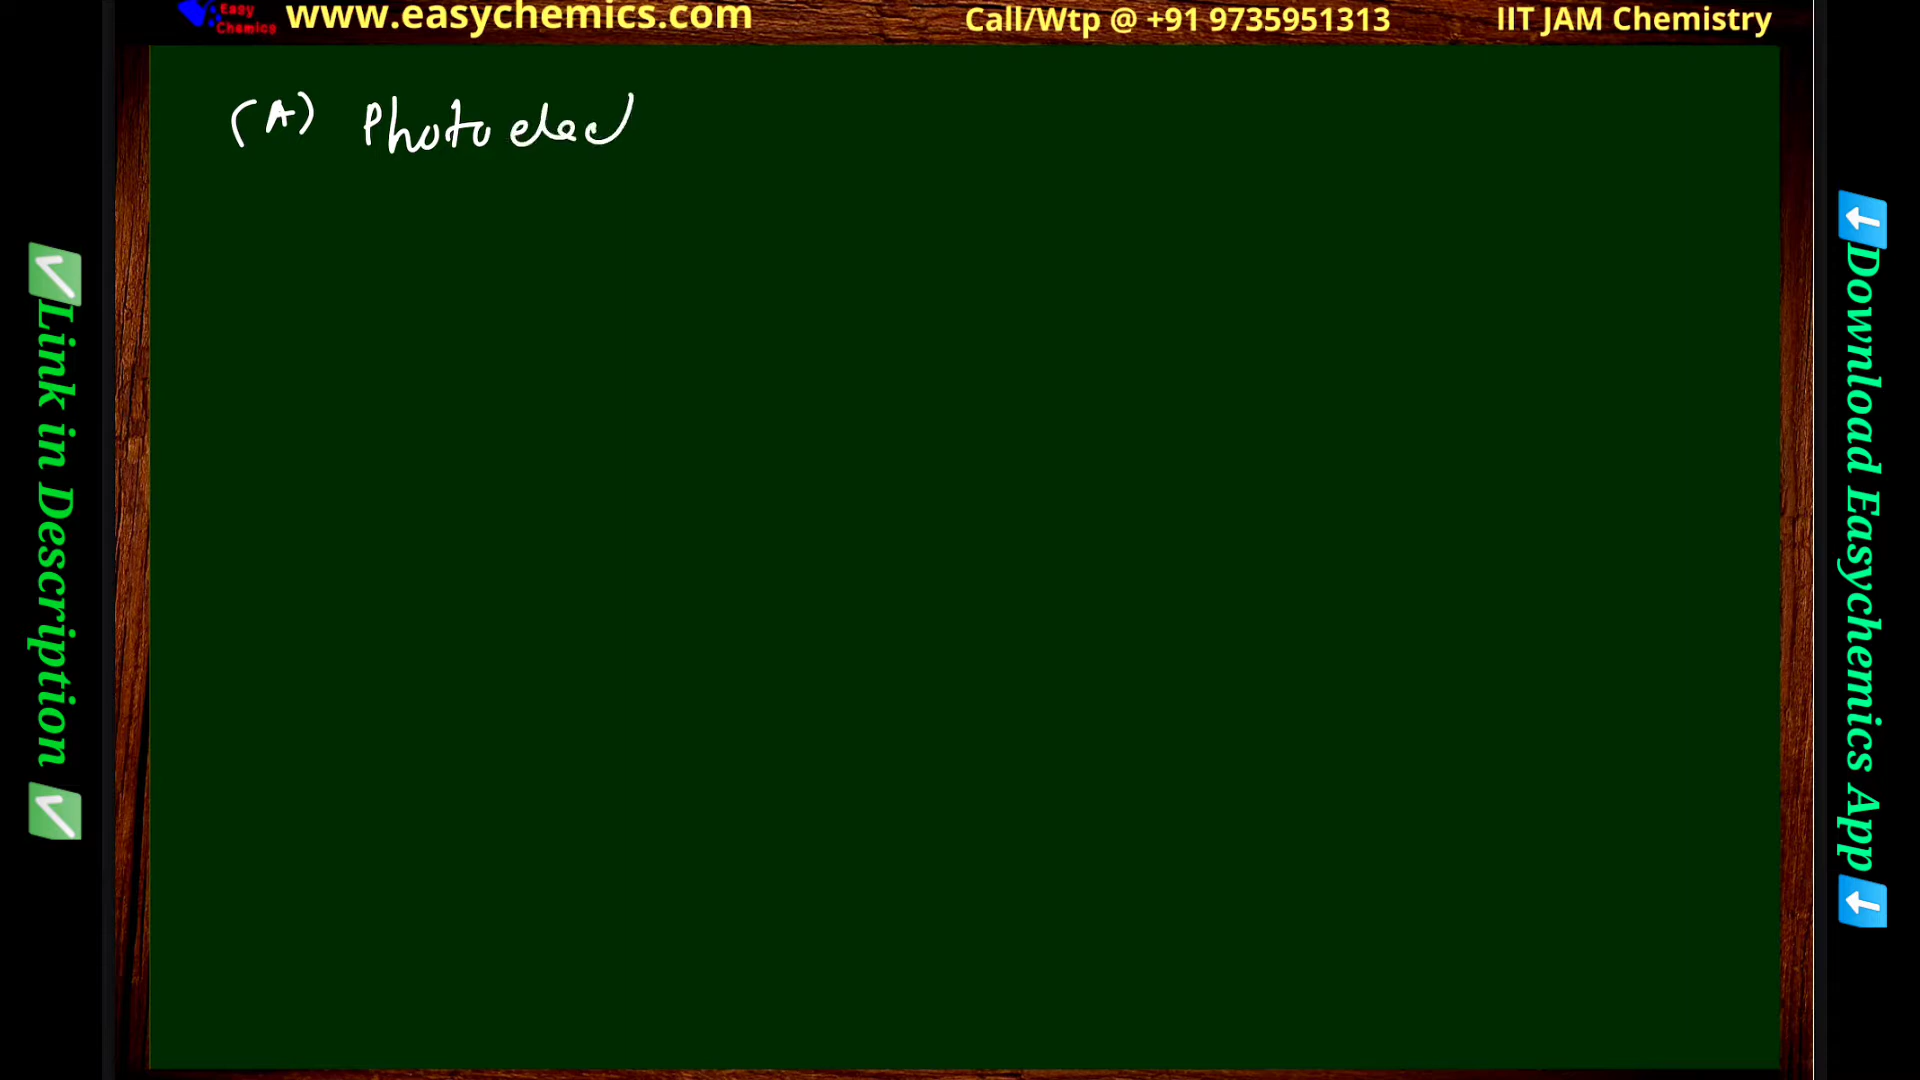 Easy
Chemics
www.easychemics.com
Call/Wtp @ +91 9735951313
IIT JAM Chemistry
(A) Photo elec
✅Link in Description ✅
⬆️Download Easychemics App⬆️